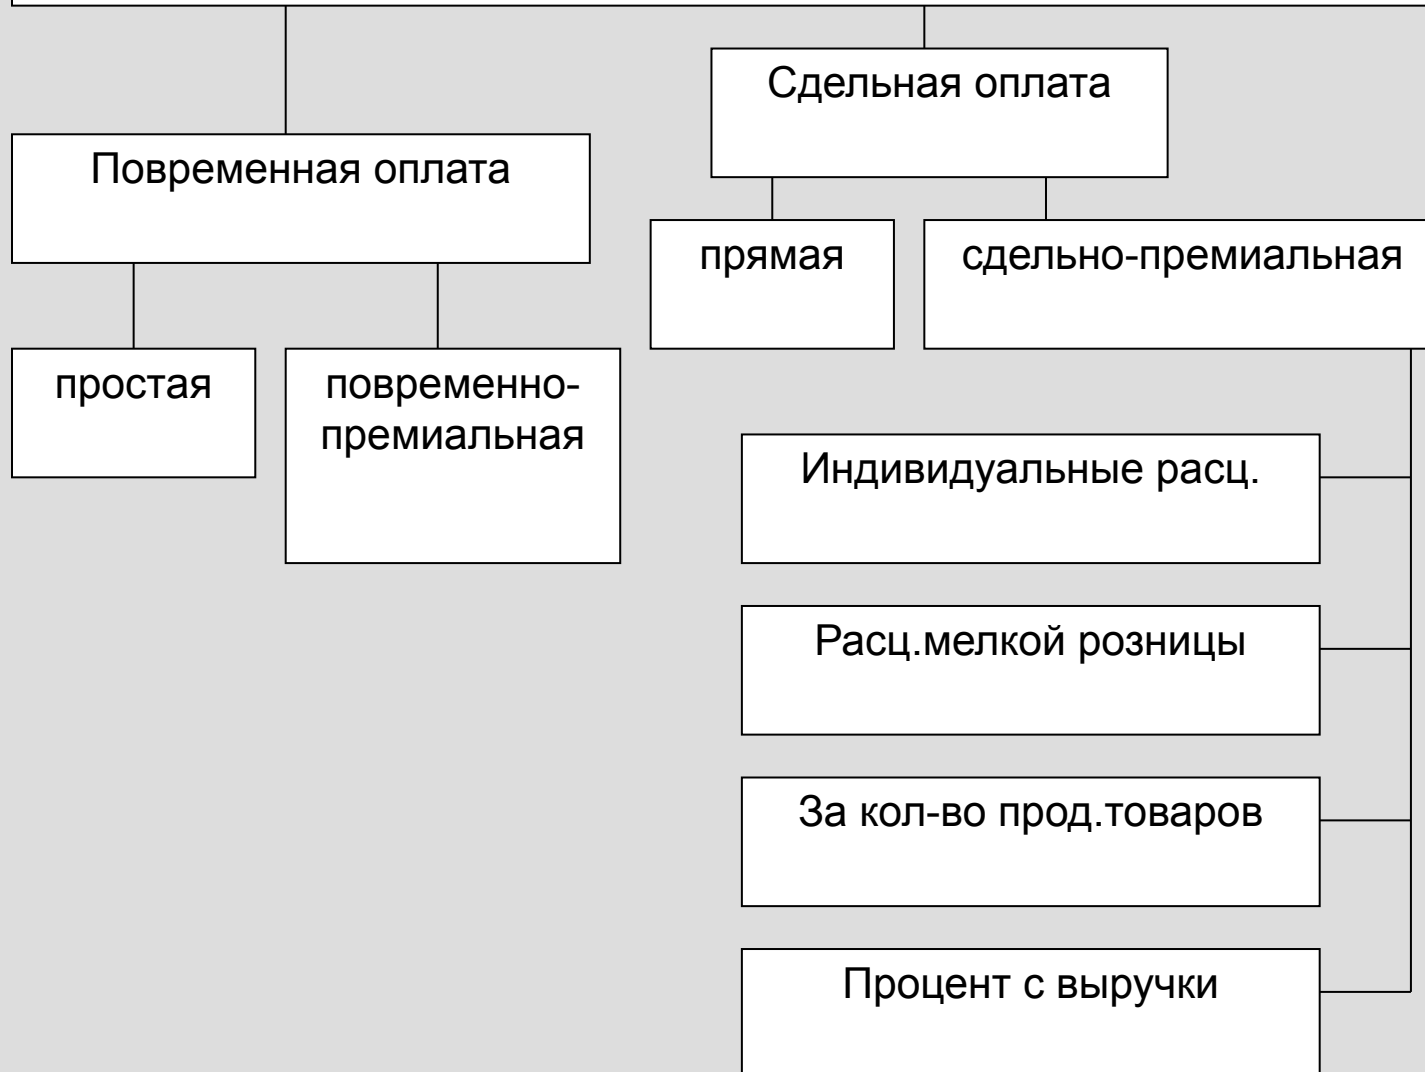 Сдельная оплата
Повременная оплата
прямая
сдельно-премиальная
простая
повременно-
премиальная
Индивидуальные расц.
Расц.мелкой розницы
За кол-во прод.товаров
Процент с выручки